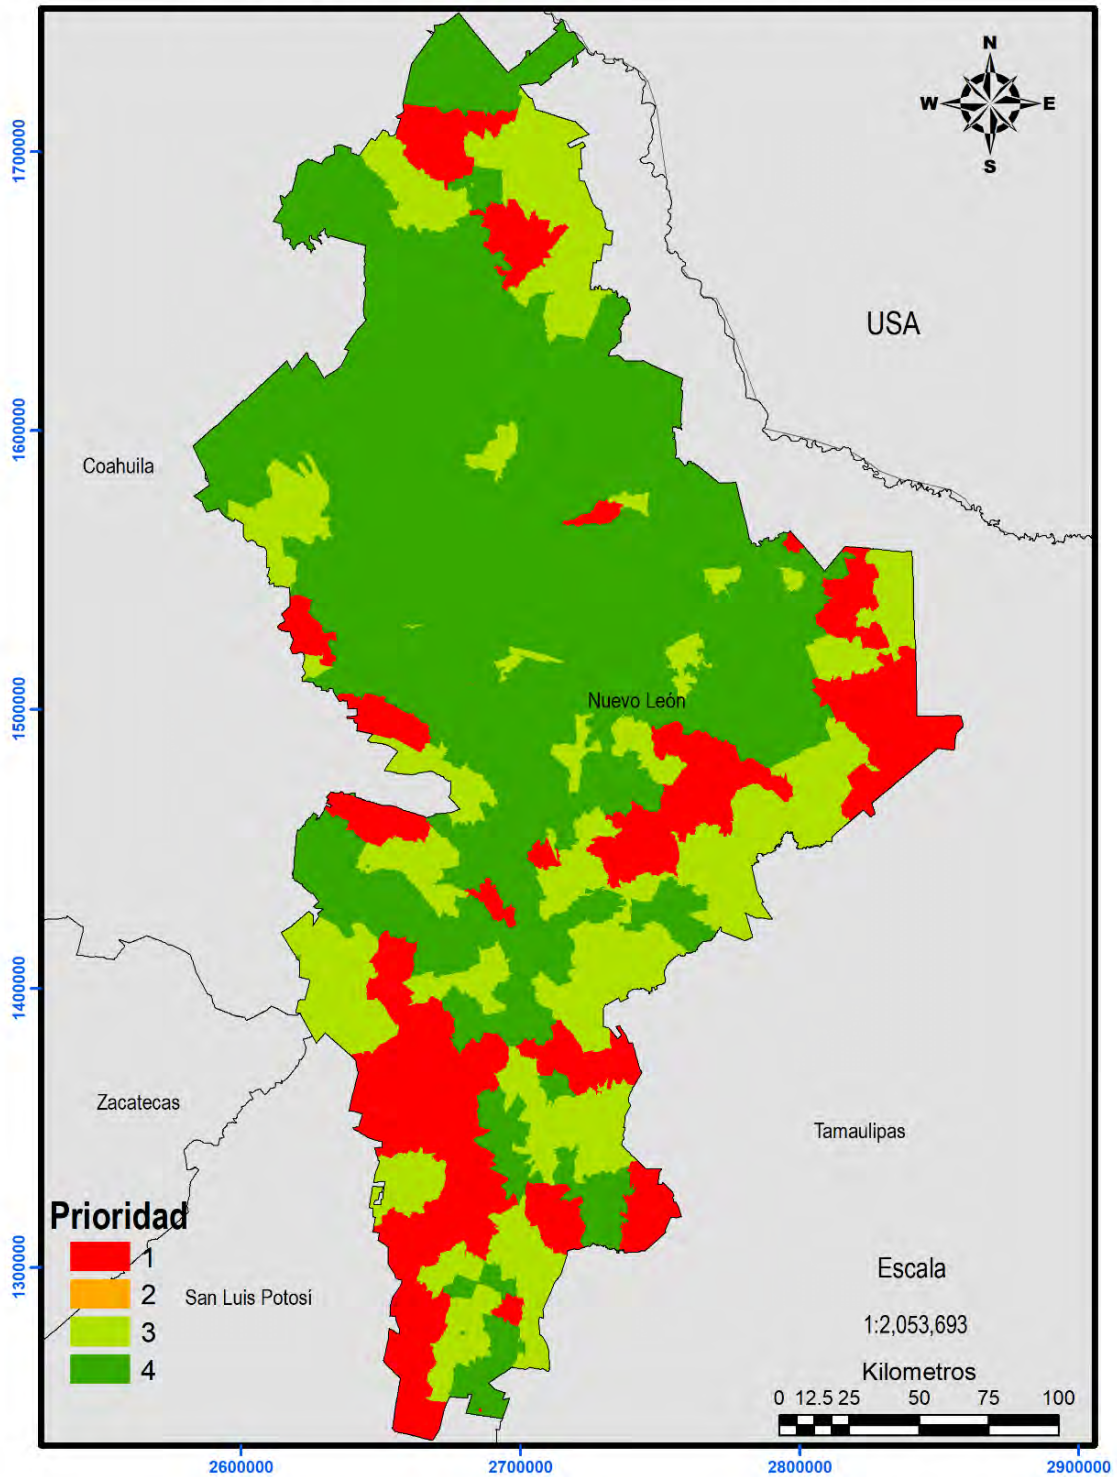 N
W E
S
1700000
USA
1600000
Coahuila
Nuevo León
1500000
1400000
Zacatecas
Tamaulipas
Prioridad
1
2
3
4
1300000
San Luis Potosí
Escala
1:2,053,693
Kilometros
0 12.5 25 50 75 100
2600000 2700000 2800000 2900000